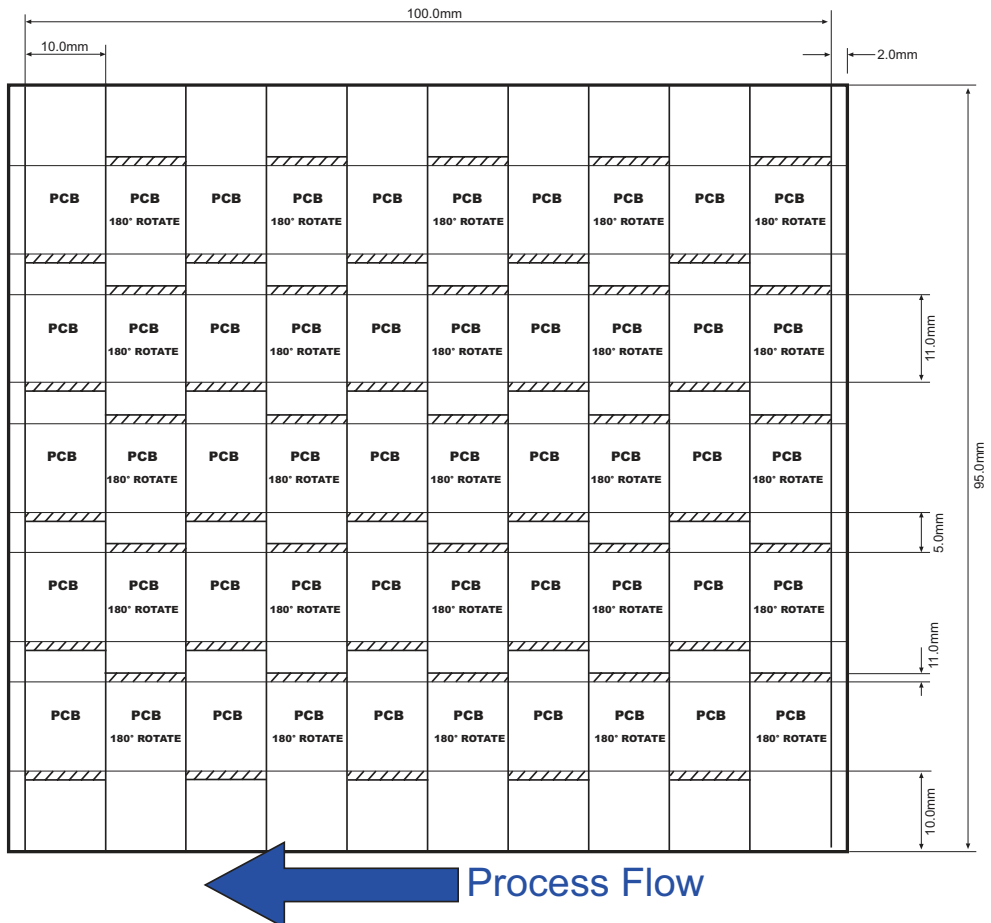 100.0mm
10.0mm
2.0mm
PCB PCB PCB PCB PCB PCB PCB PCB PCB PCB
180° ROTATE 180° ROTATE 180° ROTATE 180° ROTATE 180° ROTATE
PCB PCB PCB PCB PCB PCB PCB PCB PCB PCB
180° ROTATE 180° ROTATE 180° ROTATE 180° ROTATE 180° ROTATE
11.0mm
PCB PCB PCB PCB PCB PCB PCB PCB PCB PCB
180° ROTATE 180° ROTATE 180° ROTATE 180° ROTATE 180° ROTATE
95.0mm
5.0mm
PCB PCB PCB PCB PCB PCB PCB PCB PCB PCB
180° ROTATE 180° ROTATE 180° ROTATE 180° ROTATE 180° ROTATE
11.0mm
PCB PCB PCB PCB PCB PCB PCB PCB PCB PCB
180° ROTATE 180° ROTATE 180° ROTATE 180° ROTATE 180° ROTATE
10.0mm
Process Flow